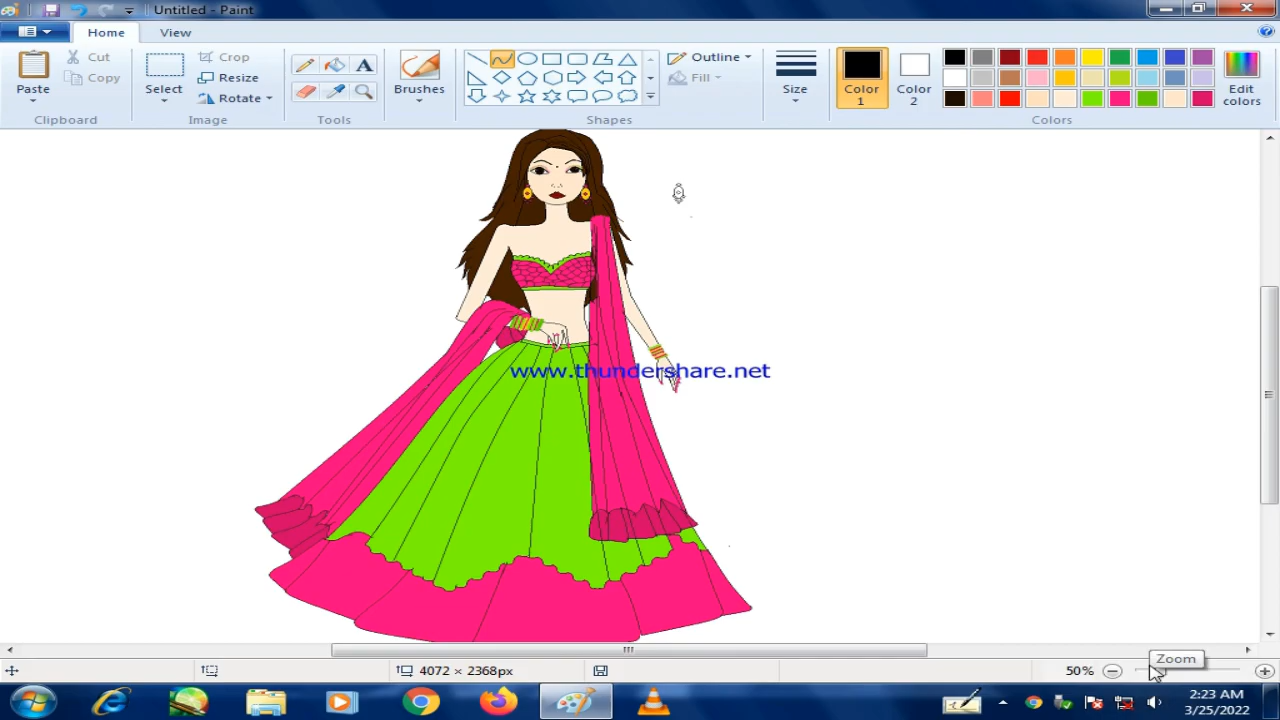 Untitled - Paint
Home
View
Paste
Cut
Copy
Clipboard
Select
Crop
Resize
Rotate
Image
A
Tools
Brushes
Shapes
Outline
Fill
Size
Color
1
Color
2
Edit
colors
Colors
www.thundershare.net
4072 × 2368px
50%
Zoom
2:23 AM
3/25/2022